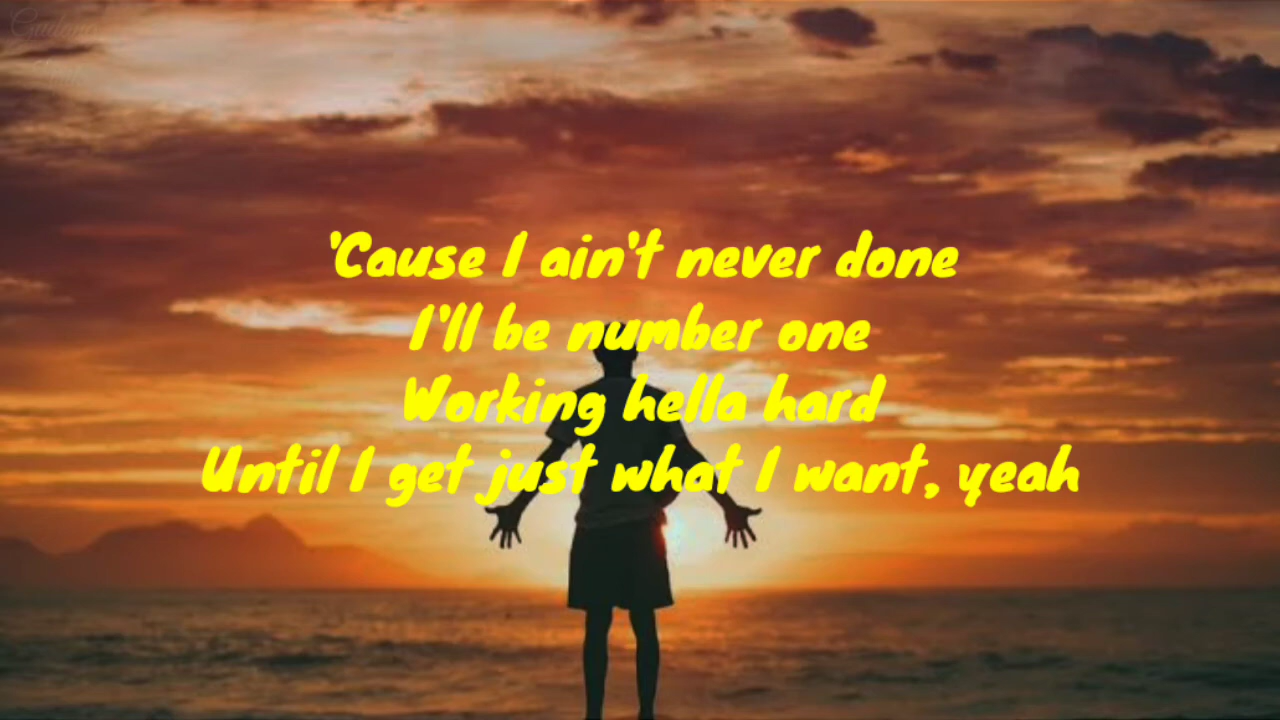 'Cause I ain't never done
I'll be number one
Working hella hard
Until I get just what I want, yeah